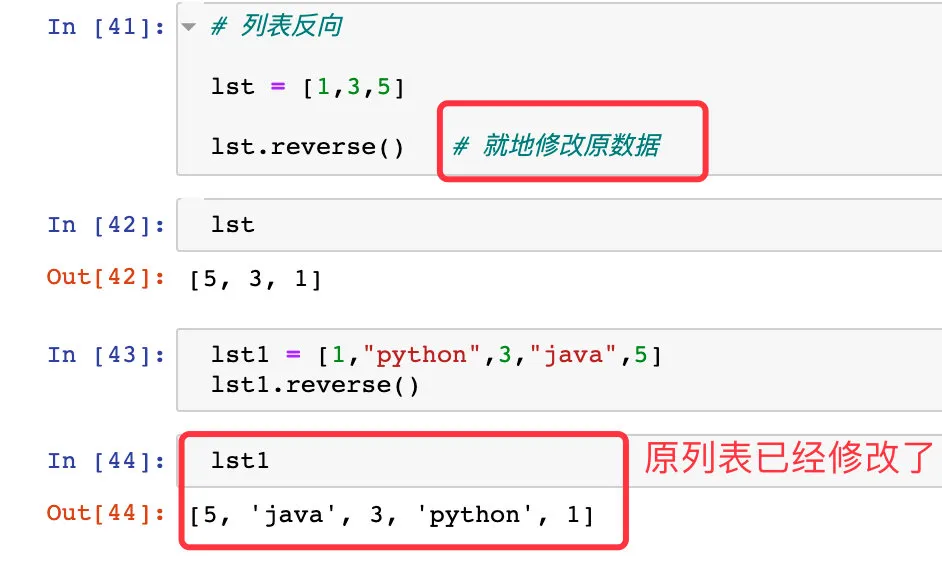 In [41]: # 列表反向
lst = [1,3,5]
lst.reverse() # 就地修改原数据
In [42]: lst
Out[42]: [5, 3, 1]
In [43]: lst1 = [1,"python",3,"java",5]
lst1.reverse()
In [44]: lst1 原列表已经修改了
Out[44]: [5, 'java', 3, 'python', 1]